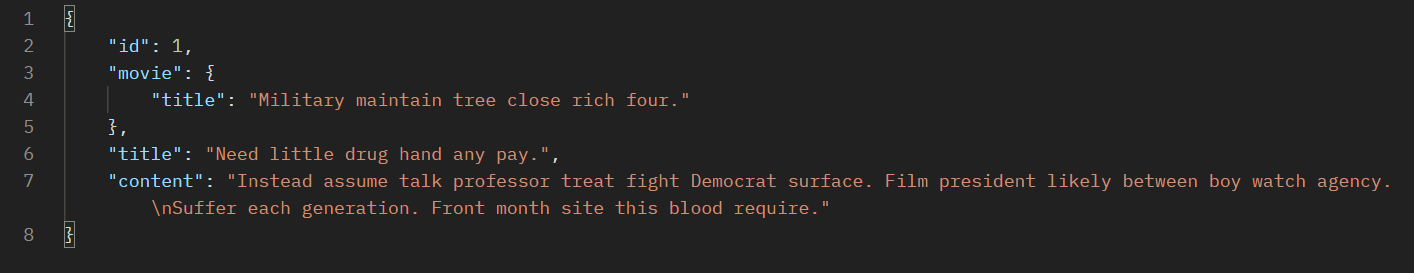 1 {
2 "id": 1,
3 "movie": {
4 "title": "Military maintain tree close rich four."
5 },
6 "title": "Need little drug hand any pay.",
7 "content": "Instead assume talk professor treat fight Democrat surface. Film president likely between boy watch agency.
\nSuffer each generation. Front month site this blood require."
8 }